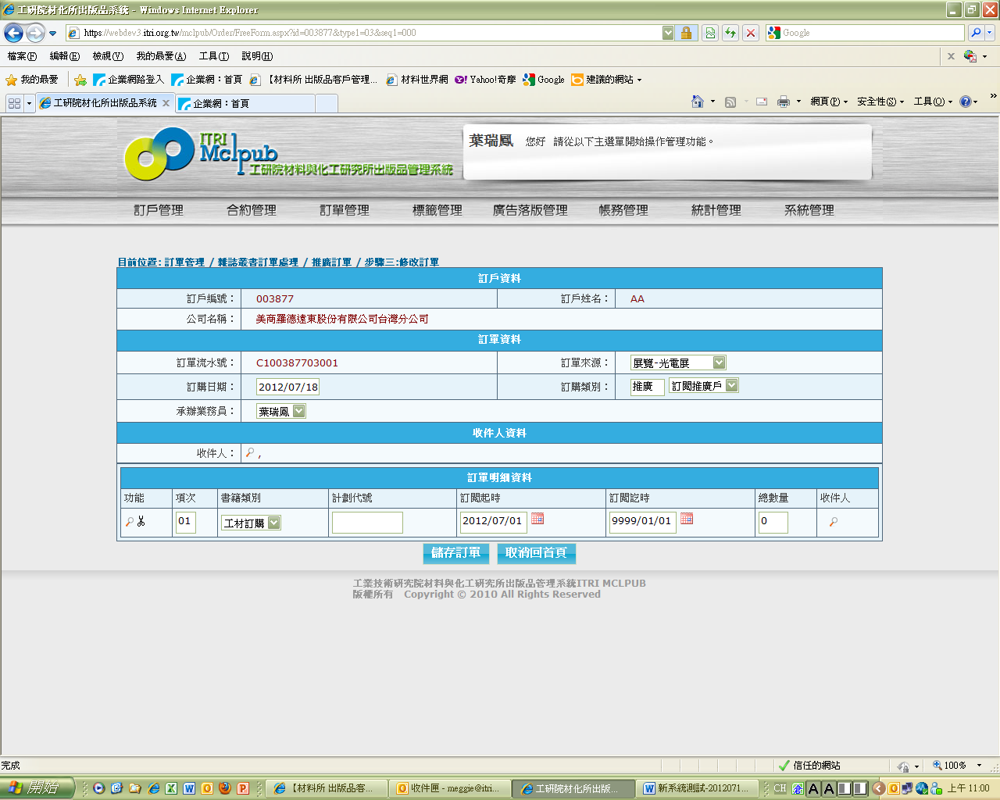 工研院材化所出版品系統 - Windows Internet Explorer
https://webdev3.itri.org.tw/mclpub/Order/FreeForm.aspx?id=003877&type1=03&seq1=000
Google
檔案(F) 編輯(E) 檢視(V) 我的最愛(A) 工具(T) 說明(H)
我的最愛 企業網路登入 企業網：首頁 【材料所 出版品客戶管理... 材料世界網 Yahoo!奇摩 Google 建議的網站
工研院材化所出版品系統 企業網：首頁
網頁(P) 安全性(S) 工具(O)
ITRI
Mclpub
工研院材料與化工研究所出版品管理系統
葉瑞鳳 您好 請從以下主選單開始操作管理功能。
訂戶管理 合約管理 訂單管理 標籤管理 廣告落版管理 帳務管理 統計管理 系統管理
目前位置: 訂單管理 / 雜誌叢書訂單處理 / 推廣訂單 / 步驟三:修改訂單
訂戶資料
訂戶編號： 003877 訂戶姓名： AA
公司名稱： 美商羅德遠東股份有限公司台灣分公司
訂單資料
訂單流水號： C100387703001 訂單來源： 展覽-光電展
訂購日期： 2012/07/18 訂購類別： 推廣 訂閱推廣戶
承辦業務員： 葉瑞鳳
收件人資料
收件人： ,
訂單明細資料
功能 項次 書籍類別 計劃代號 訂閱起時 訂閱訖時 總數量 收件人
01 工材訂購 2012/07/01 9999/01/01 0
儲存訂單 取消回首頁
工業技術研究院材料與化工研究所出版品管理系統ITRI MCLPUB
版權所有 Copyright © 2010 All Rights Reserved
完成 信任的網站 100%
開始 【材料所 出版品客... 收件匣 - meggie@itri... 工研院材化所出版... 新系統測試-2012071... CH 上午 11:00